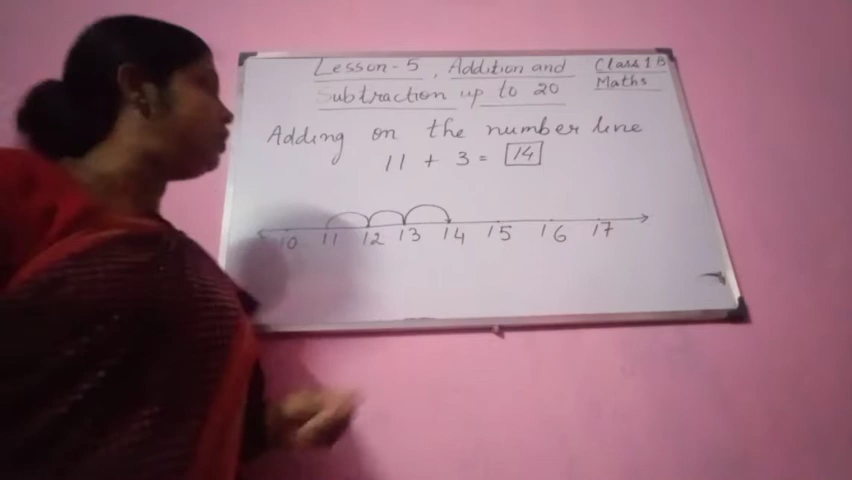 Lesson-5, Addition and
Subtraction up to 20
Class 1 B
Maths
Adding on the number line
11 + 3 = 14
10 11 12 13 14 15 16 17